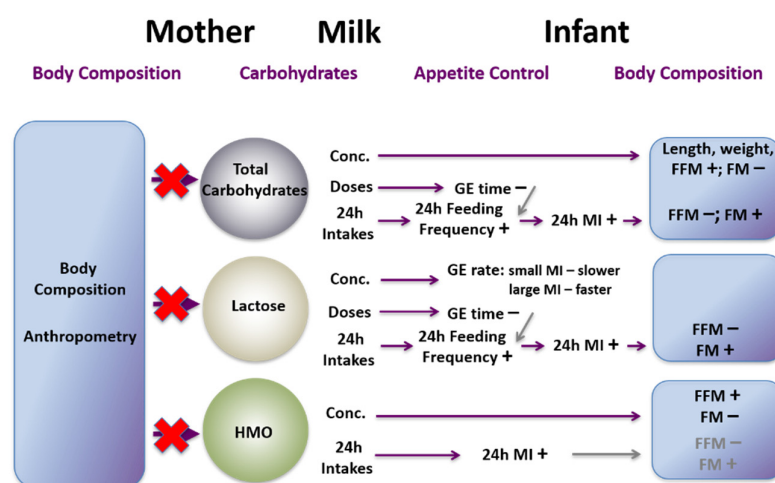 Mother Milk Infant
Body Composition Carbohydrates Appetite Control Body Composition
Body
Composition
Anthropometry
Total
Carbohydrates
Conc.
Doses
GE time –
24h
Intakes
24h Feeding
Frequency +
24h MI +
Length, weight,
FFM +; FM –
FFM –; FM +
Lactose
Conc.
GE rate: small MI – slower
large MI – faster
Doses
GE time –
24h
Intakes
24h Feeding
Frequency +
24h MI +
FFM –
FM +
HMO
Conc.
24h
Intakes
24h MI +
FFM +
FM –
FFM –
FM +